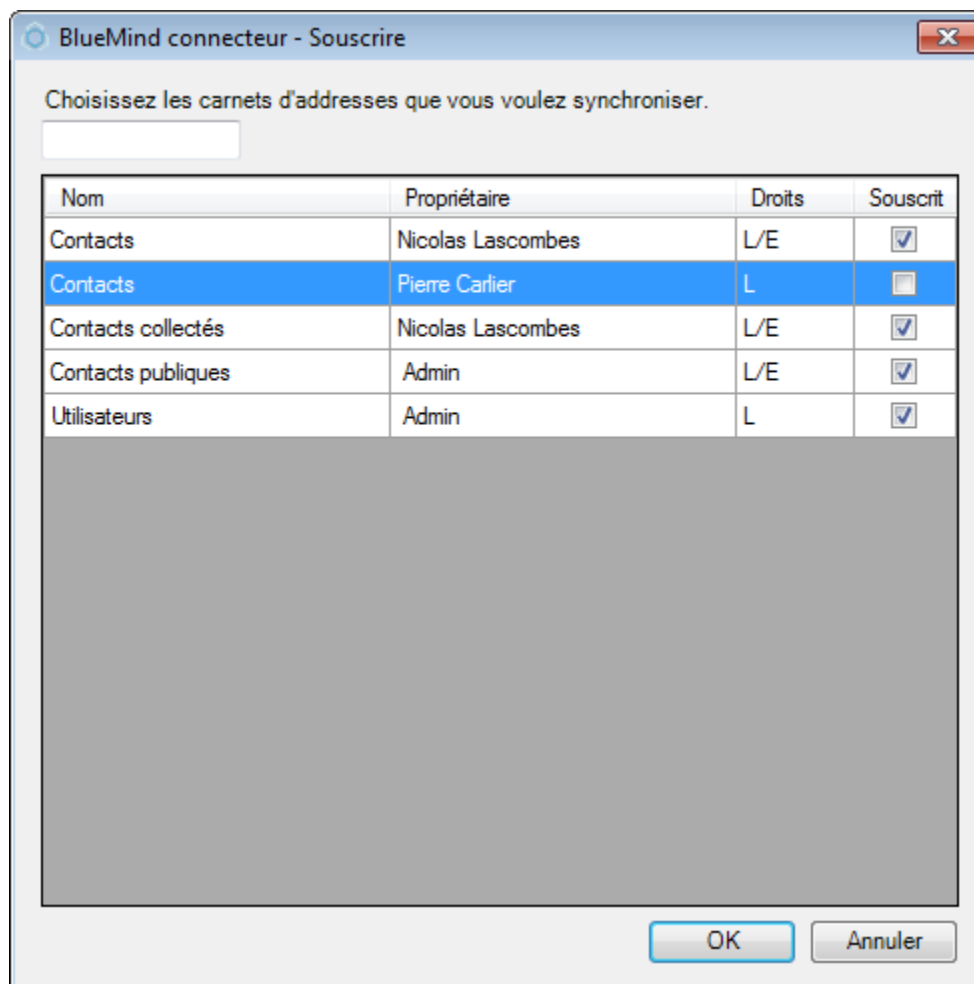 BlueMind connecteur - Souscrire
Choisissez les carnets d'addresses que vous voulez synchroniser.
Nom Propriétaire Droits Souscrit
Contacts Nicolas Lascombes L/E
Contacts Pierre Carlier L
Contacts collectés Nicolas Lascombes L/E
Contacts publiques Admin L/E
Utilisateurs Admin L
OK Annuler